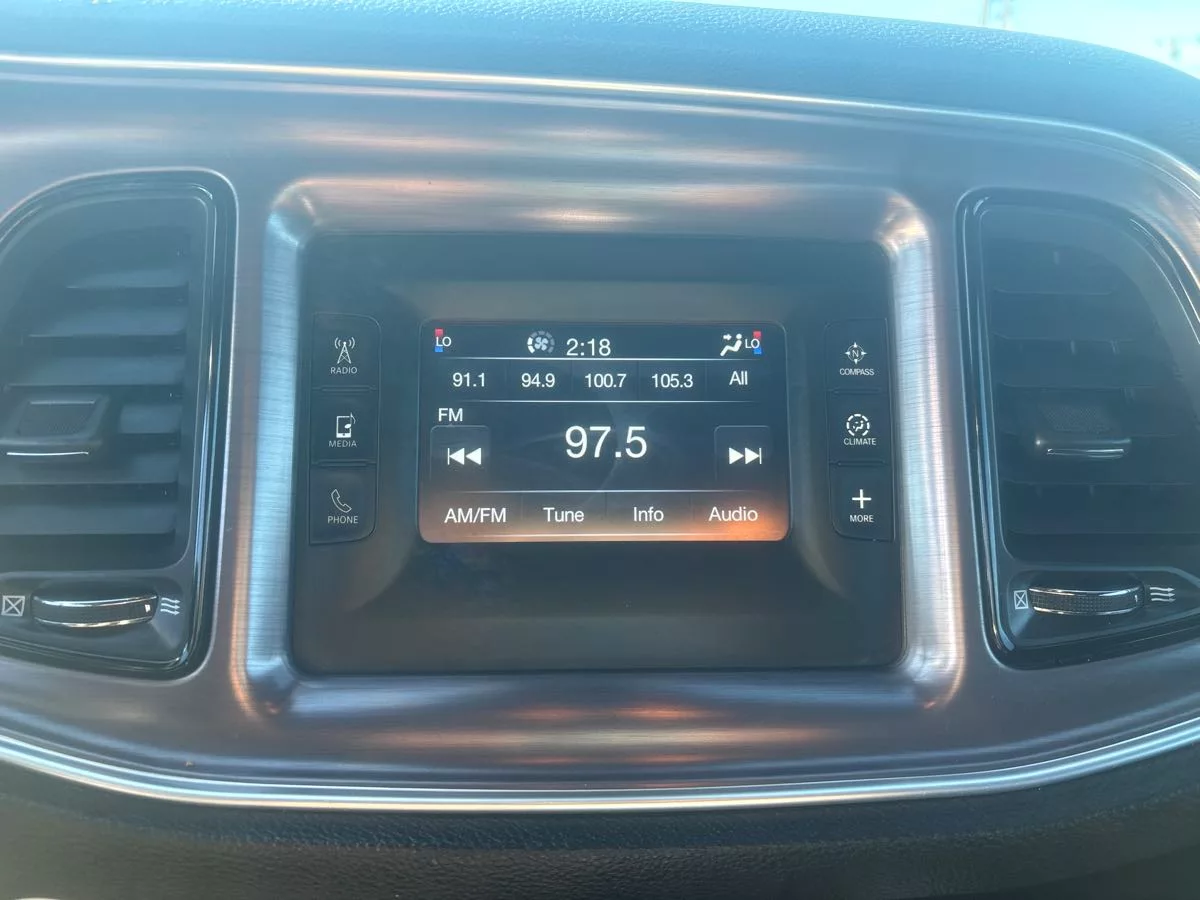 LO 2:18 LO
91.1 94.9 100.7 105.3 All
FM
97.5
AM/FM Tune Info Audio
RADIO
MEDIA
PHONE
N
COMPASS
CLIMATE
MORE